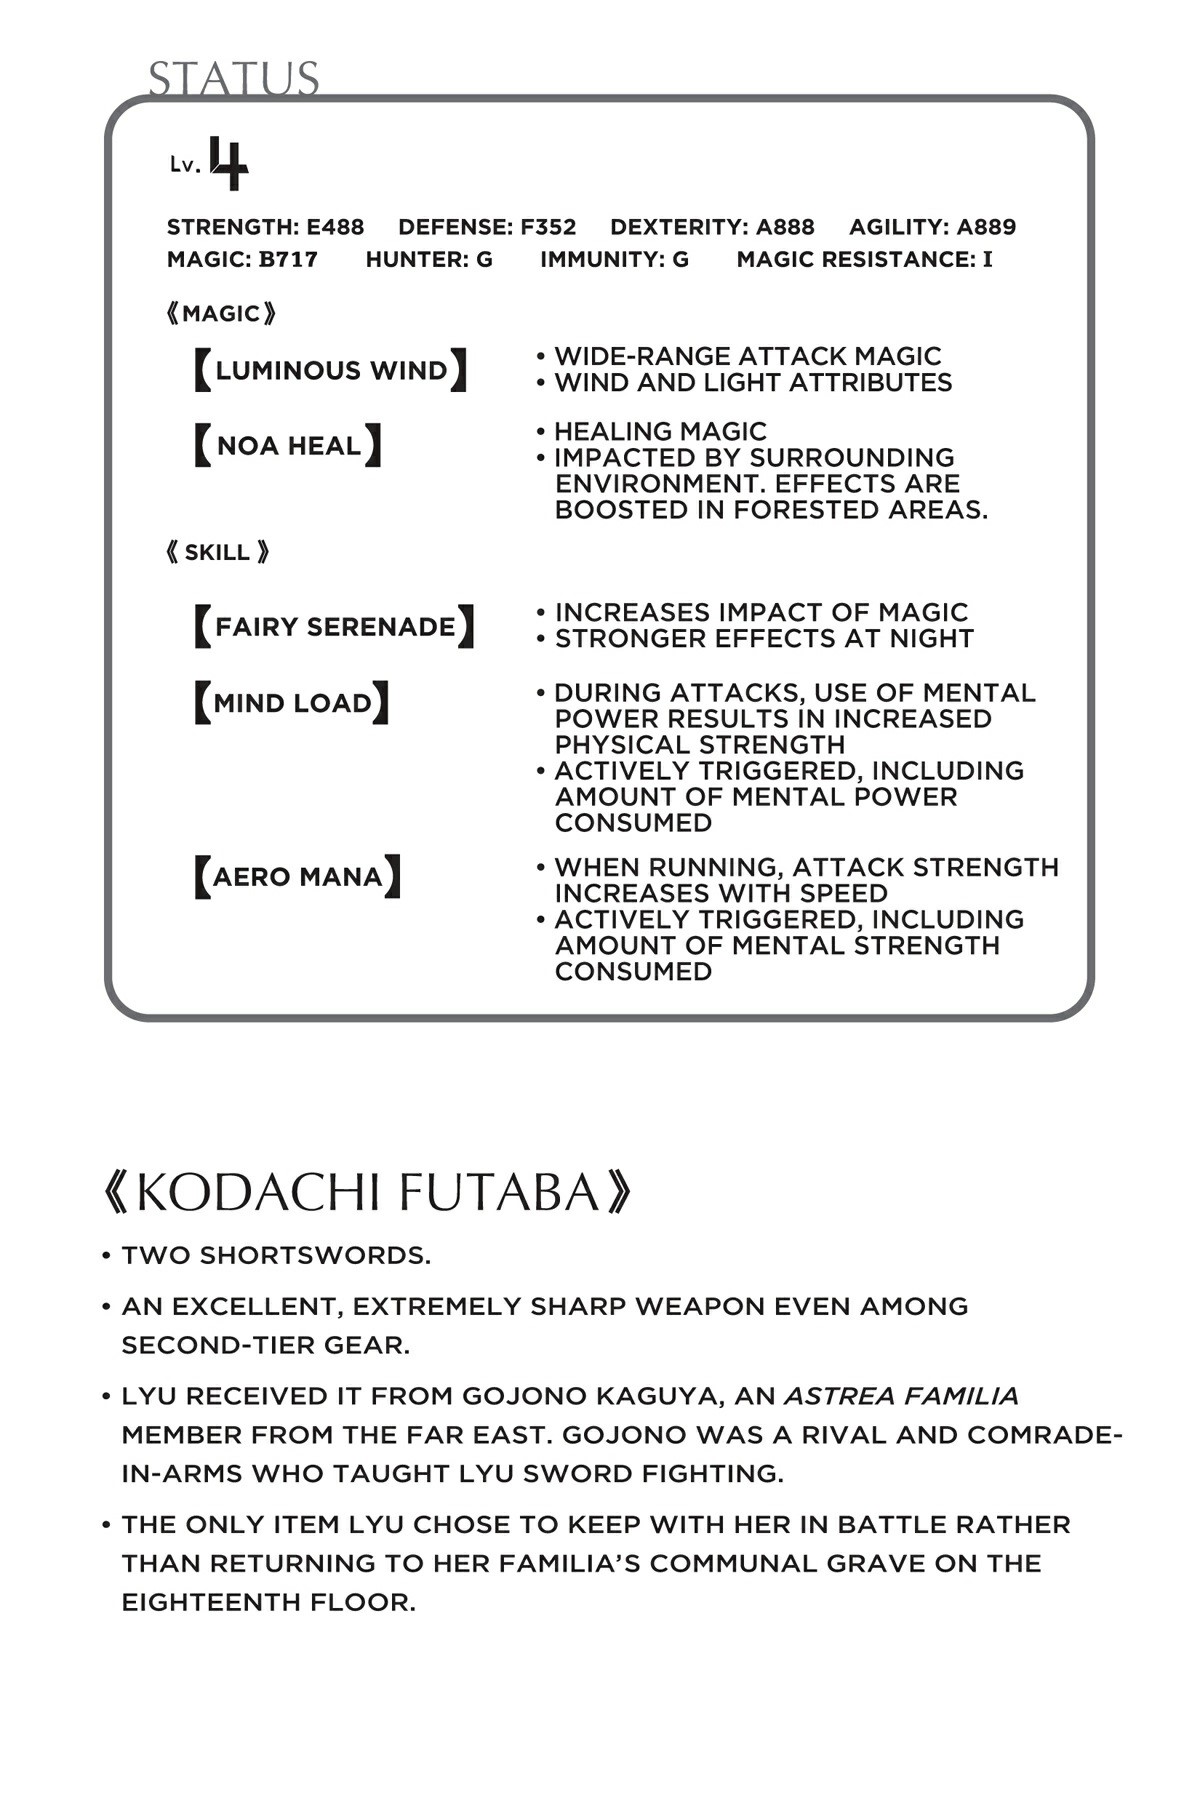 STATUS
Lv. 4
STRENGTH: E488 DEFENSE: F352 DEXTERITY: A888 AGILITY: A889
MAGIC: B717 HUNTER: G IMMUNITY: G MAGIC RESISTANCE: I
《MAGIC》
【LUMINOUS WIND】
• WIDE-RANGE ATTACK MAGIC
• WIND AND LIGHT ATTRIBUTES
【NOA HEAL】
• HEALING MAGIC
• IMPACTED BY SURROUNDING
ENVIRONMENT. EFFECTS ARE
BOOSTED IN FORESTED AREAS.
《SKILL》
【FAIRY SERENADE】
• INCREASES IMPACT OF MAGIC
• STRONGER EFFECTS AT NIGHT
【MIND LOAD】
• DURING ATTACKS, USE OF MENTAL
POWER RESULTS IN INCREASED
PHYSICAL STRENGTH
• ACTIVELY TRIGGERED, INCLUDING
AMOUNT OF MENTAL POWER
CONSUMED
【AERO MANA】
• WHEN RUNNING, ATTACK STRENGTH
INCREASES WITH SPEED
• ACTIVELY TRIGGERED, INCLUDING
AMOUNT OF MENTAL STRENGTH
CONSUMED
《KODACHI FUTABA》
• TWO SHORTSWORDS.
• AN EXCELLENT, EXTREMELY SHARP WEAPON EVEN AMONG
SECOND-TIER GEAR.
• LYU RECEIVED IT FROM GOJONO KAGUYA, AN ASTREA FAMILIA
MEMBER FROM THE FAR EAST. GOJONO WAS A RIVAL AND COMRADE-
IN-ARMS WHO TAUGHT LYU SWORD FIGHTING.
• THE ONLY ITEM LYU CHOSE TO KEEP WITH HER IN BATTLE RATHER
THAN RETURNING TO HER FAMILIA'S COMMUNAL GRAVE ON THE
EIGHTEENTH FLOOR.